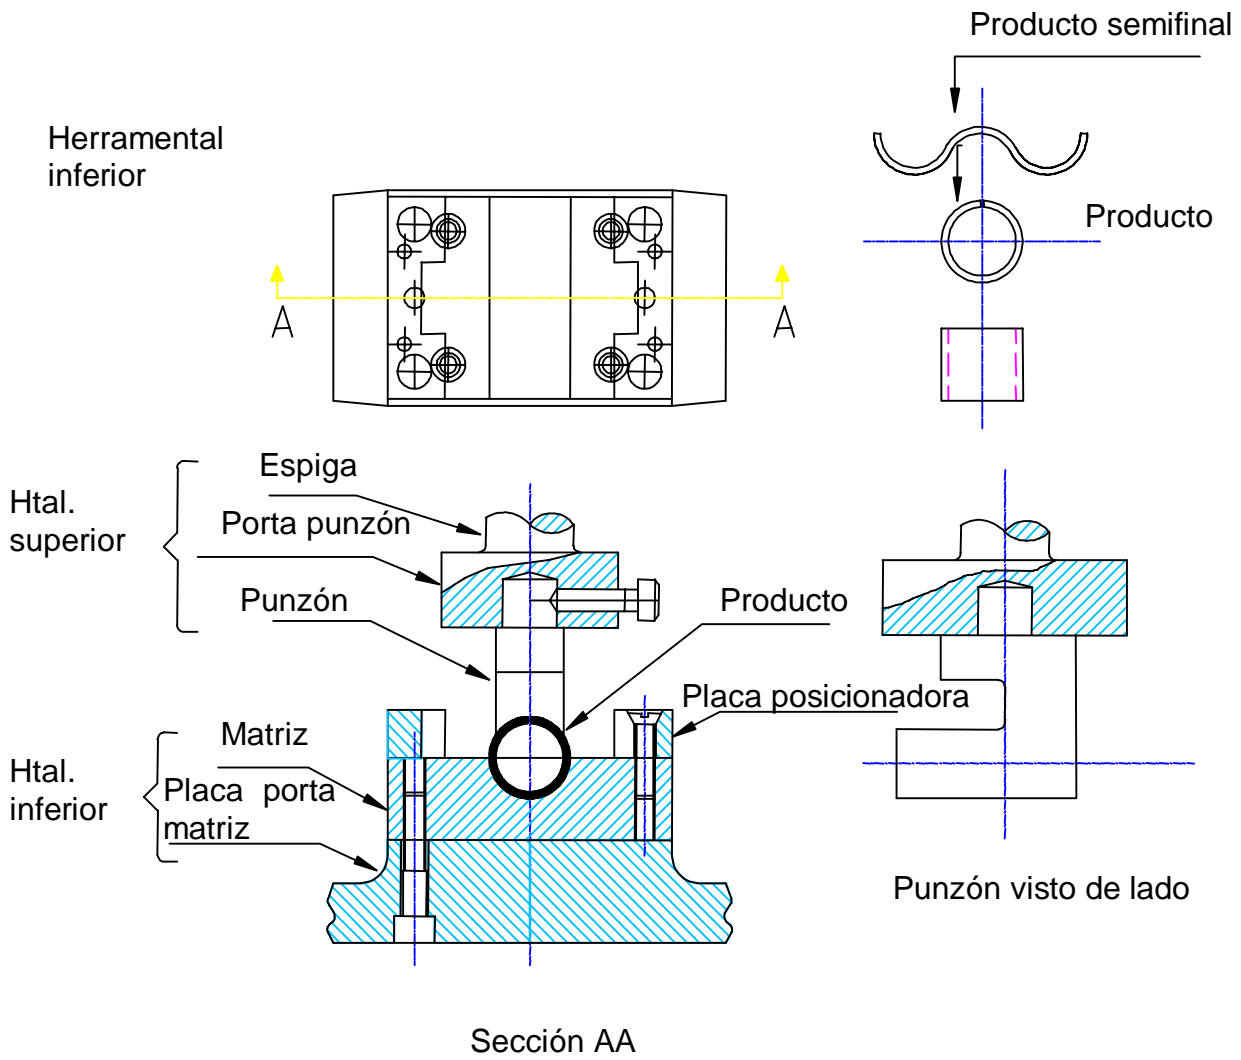 Producto semifinal
Herramental
inferior
Producto
A
A
Espiga
Htal.
superior
Porta punzón
Punzón
Producto
Placa posicionadora
Matriz
Htal.
inferior
Placa porta
matriz
Punzón visto de lado
Sección AA